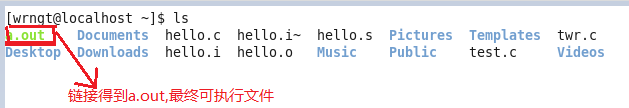 [wrngt@localhost ~]$ ls
a.out Documents hello.c hello.i~ hello.s Pictures Templates twr.c
Desktop Downloads hello.i hello.o Music Public test.c Videos
链接得到a.out,最终可执行文件